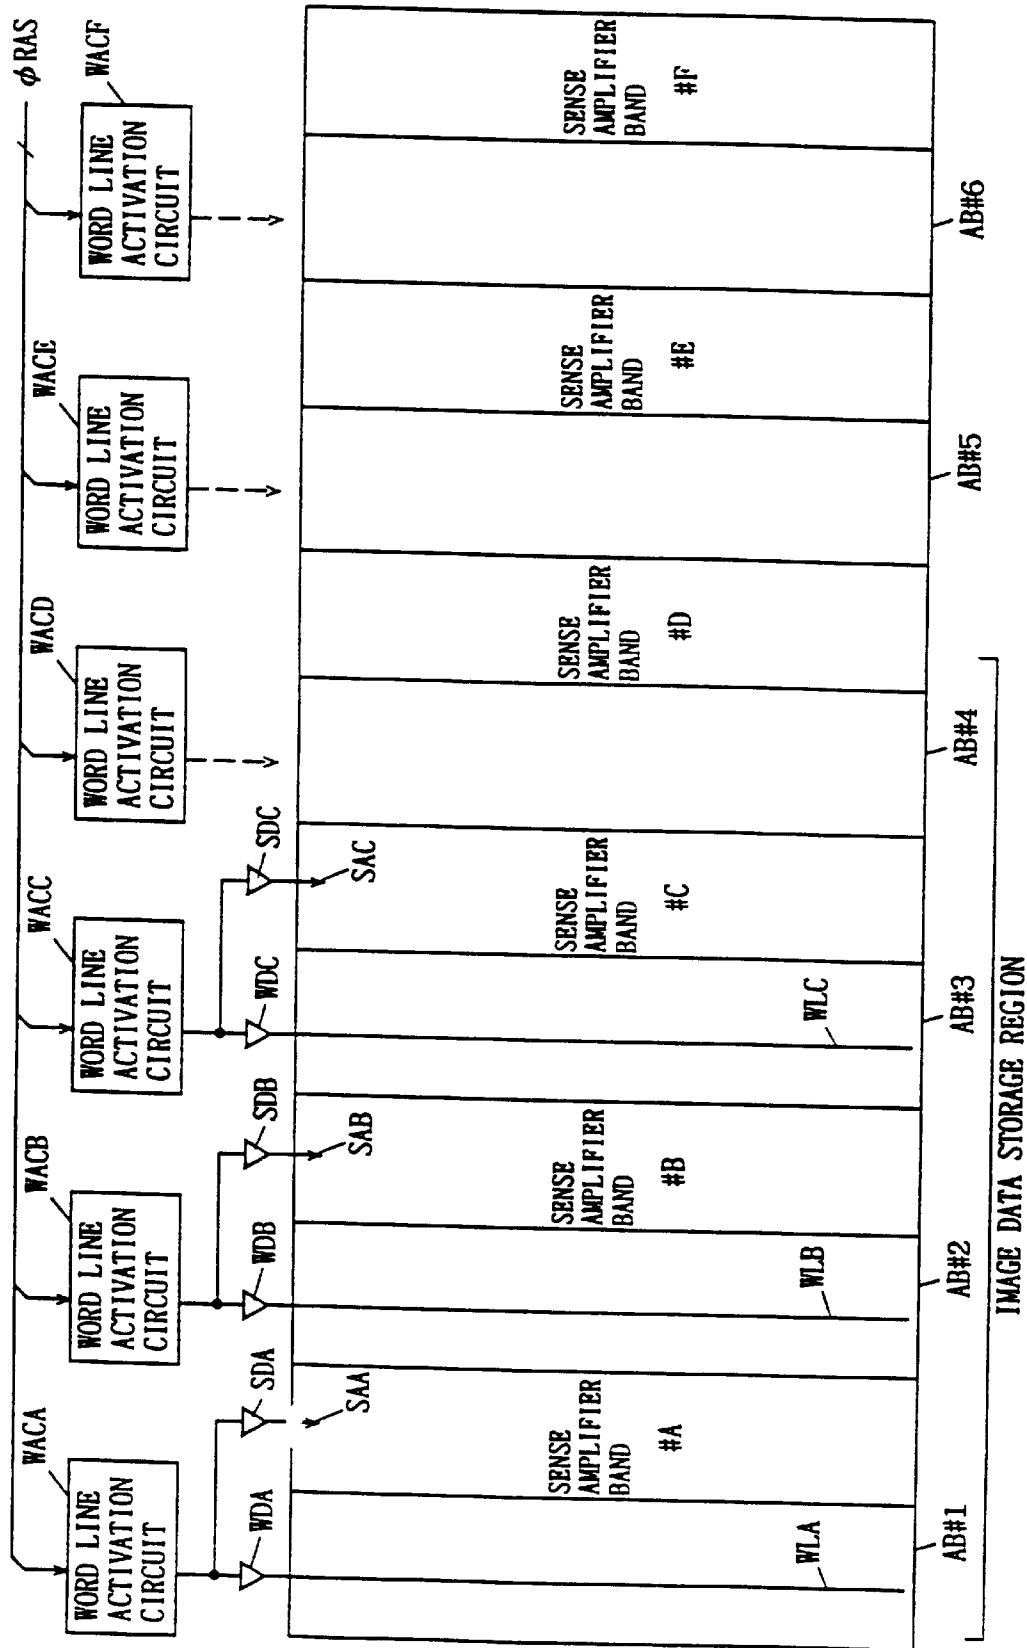 φRAS
WACA
WACB
WACC
WACD
WACE
WACF
WORD LINE
ACTIVATION
CIRCUIT
WORD LINE
ACTIVATION
CIRCUIT
WORD LINE
ACTIVATION
CIRCUIT
WORD LINE
ACTIVATION
CIRCUIT
WORD LINE
ACTIVATION
CIRCUIT
WORD LINE
ACTIVATION
CIRCUIT
WDA
SDA
WDB
SDB
WDC
SDC
SAA
SAB
SAC
SENSE
AMPLIFIER
BAND
#A
SENSE
AMPLIFIER
BAND
#B
SENSE
AMPLIFIER
BAND
#C
SENSE
AMPLIFIER
BAND
#D
SENSE
AMPLIFIER
BAND
#E
SENSE
AMPLIFIER
BAND
#F
WLA
WLB
WLC
AB#1
AB#2
AB#3
AB#4
AB#5
AB#6
IMAGE DATA STORAGE REGION